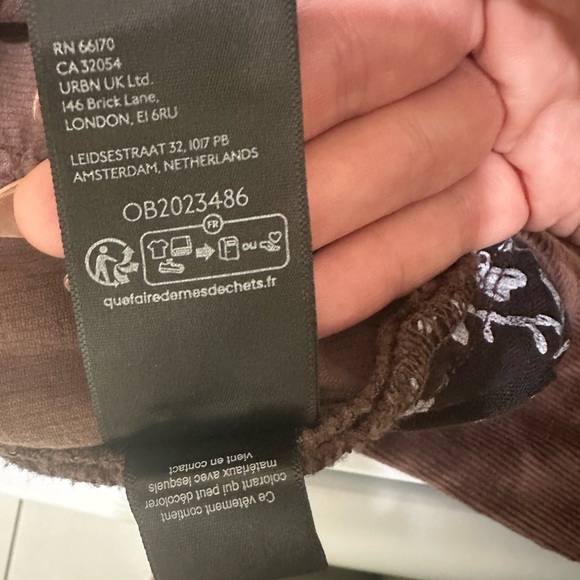 RN 66170
CA 32054
URBN UK Ltd.
146 Brick Lane,
LONDON, E1 6RU
LEIDSESTRAAT 32, 1017 PB
AMSTERDAM, NETHERLANDS
OB2023486
FR
OU
quefairedemesdechets.fr
Ce vêtement contient
colorant qui peut décolorer
matériaux avec lesquels
vient en contact